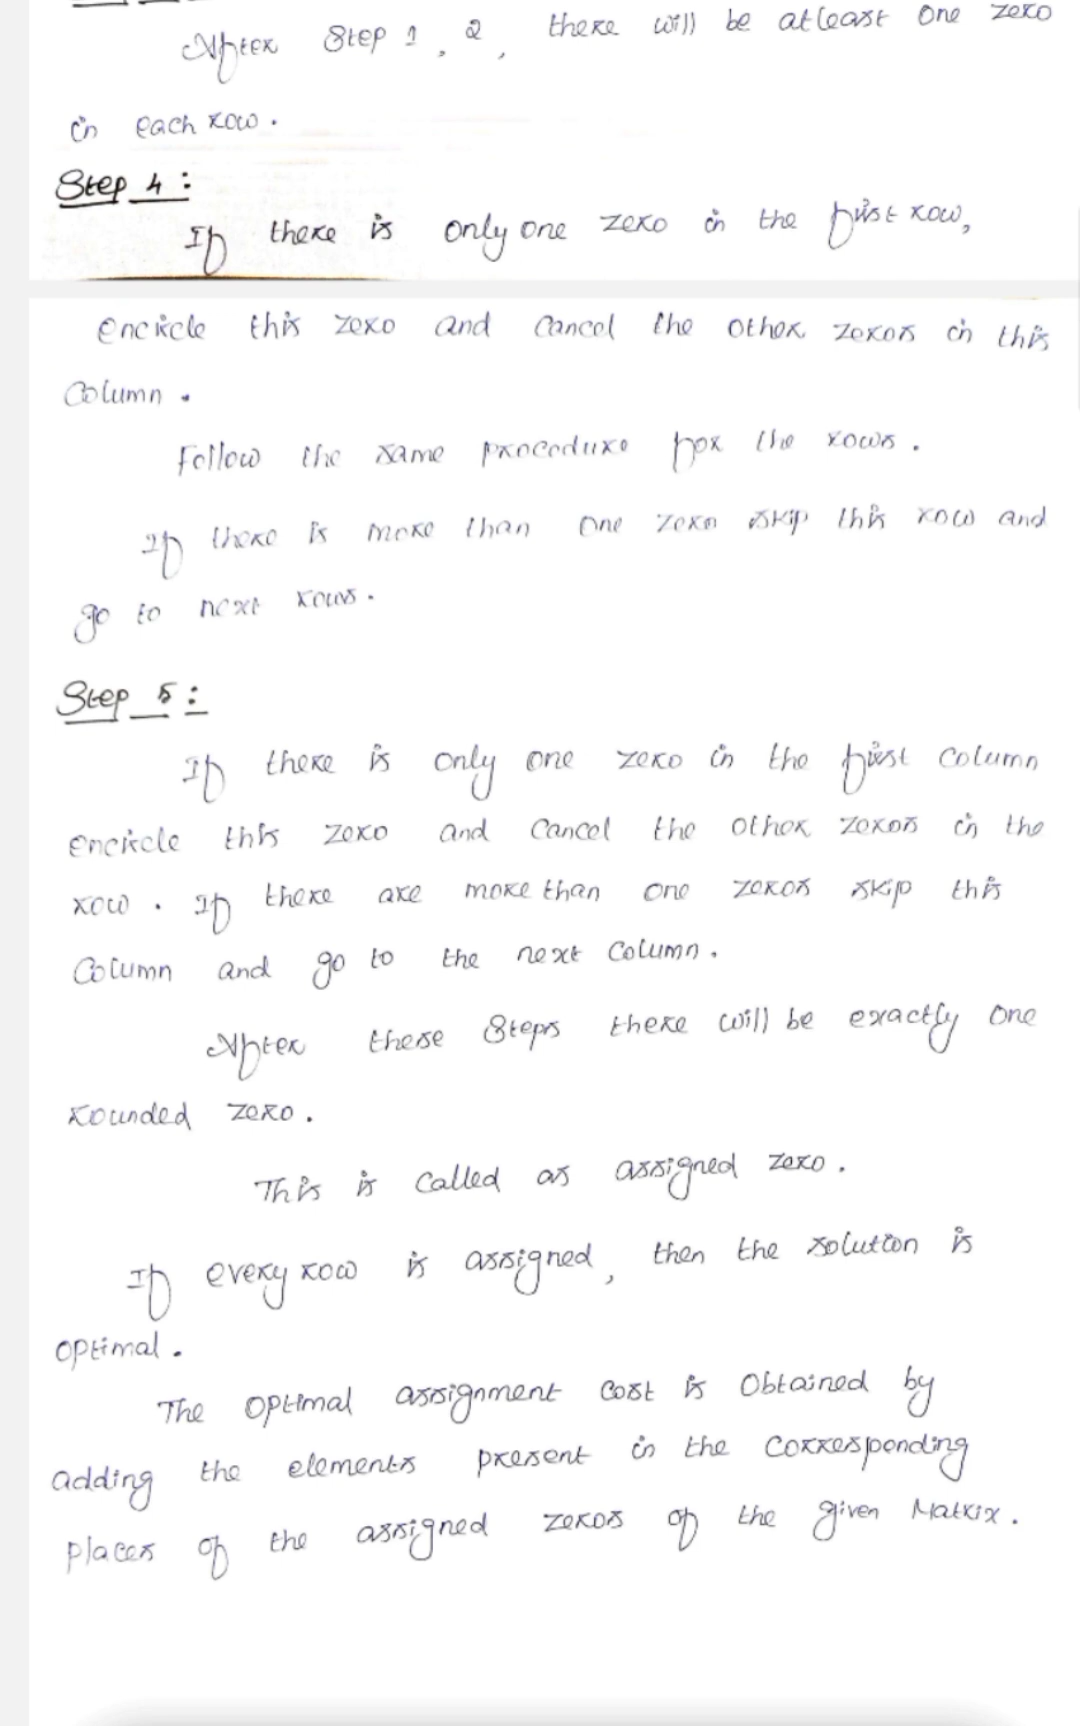 After Step 1, 2, there will be atleast One zero
in each row.
Step 4:
If there is only one zero in the first row,
encircle this zero and Cancel the other zeros in this
Column.
Follow the same procedure for the rows.
If there is more than one zero skip this row and
go to next rows.
Step 5:
If there is only one zero in the first Column
encircle this zero and Cancel the other zeros in the
row. If there are more than one zeros skip this
Column and go to the next Column.
After these Steps there will be exactly one
rounded zero.
This is Called as assigned zero.
If every row is assigned, then the solution is
optimal.
The optimal assignment Cost is Obtained by
adding the elements present in the Corresponding
places of the assigned zeros of the given Matrix.